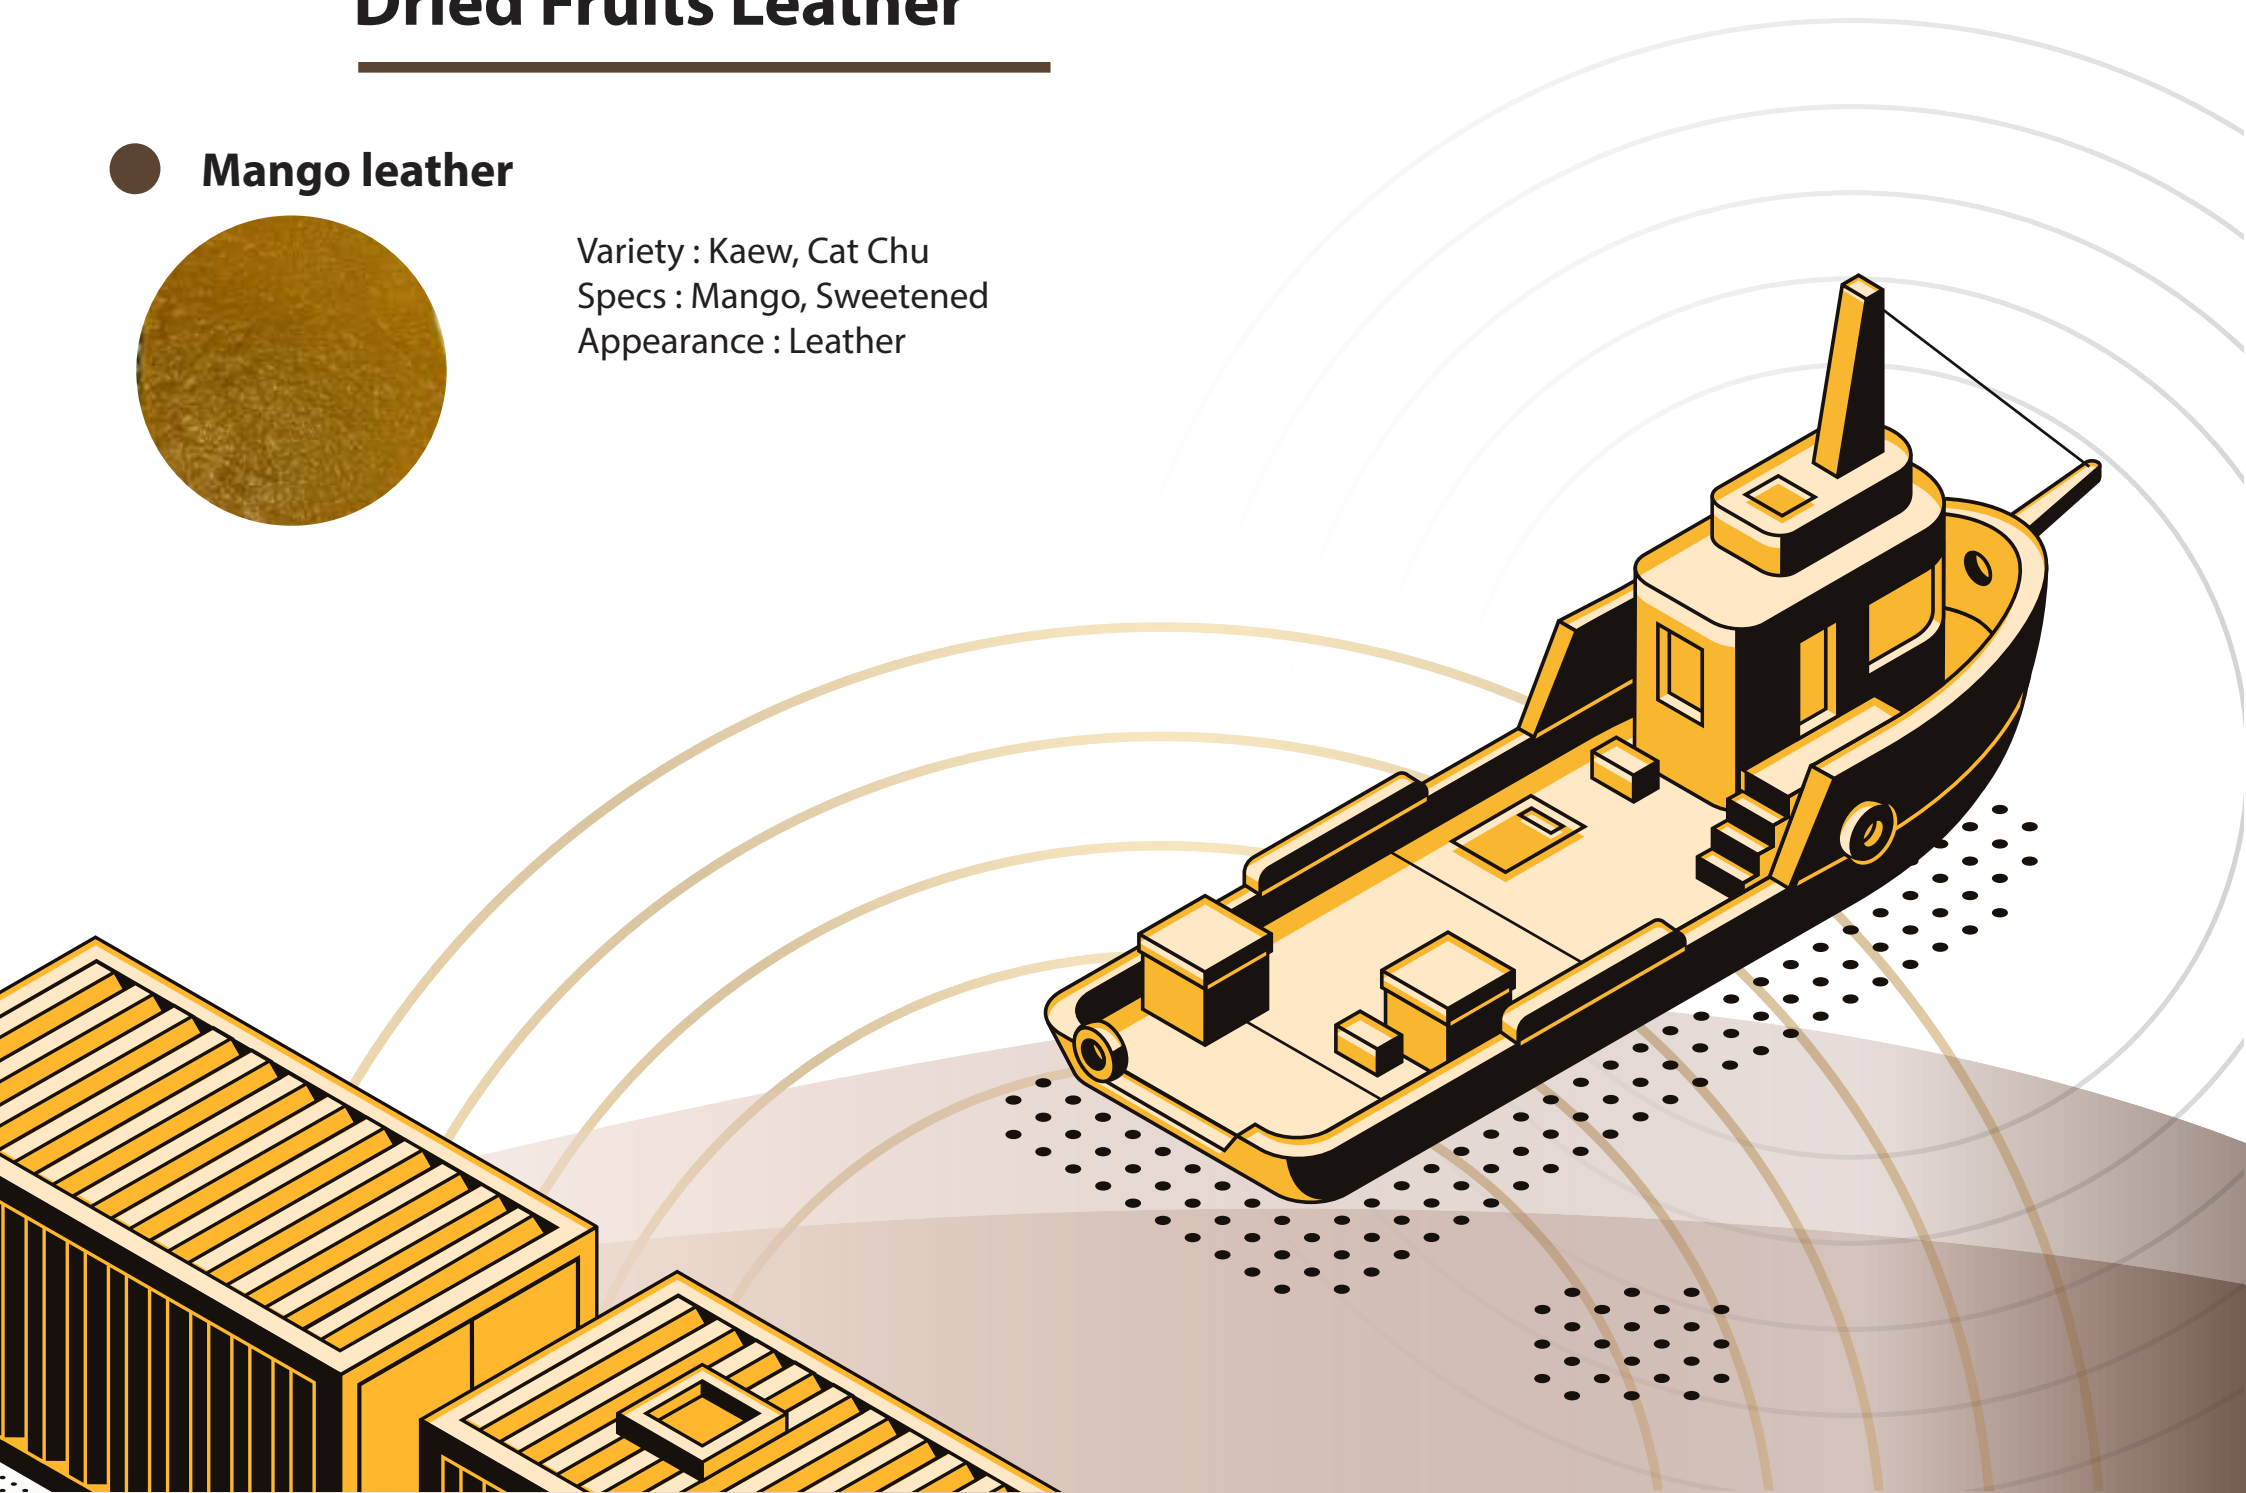 Dried Fruits Leather
Mango leather
Variety : Kaew, Cat Chu
Specs : Mango, Sweetened
Appearance : Leather